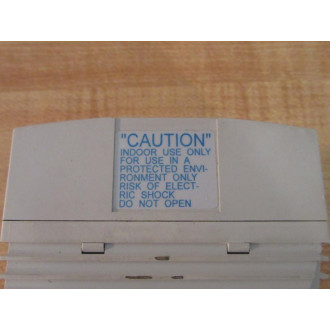 "CAUTION"
INDOOR USE ONLY
FOR USE IN A
PROTECTED ENVI-
RONMENT ONLY
RISK OF ELECT-
RIC SHOCK
DO NOT OPEN